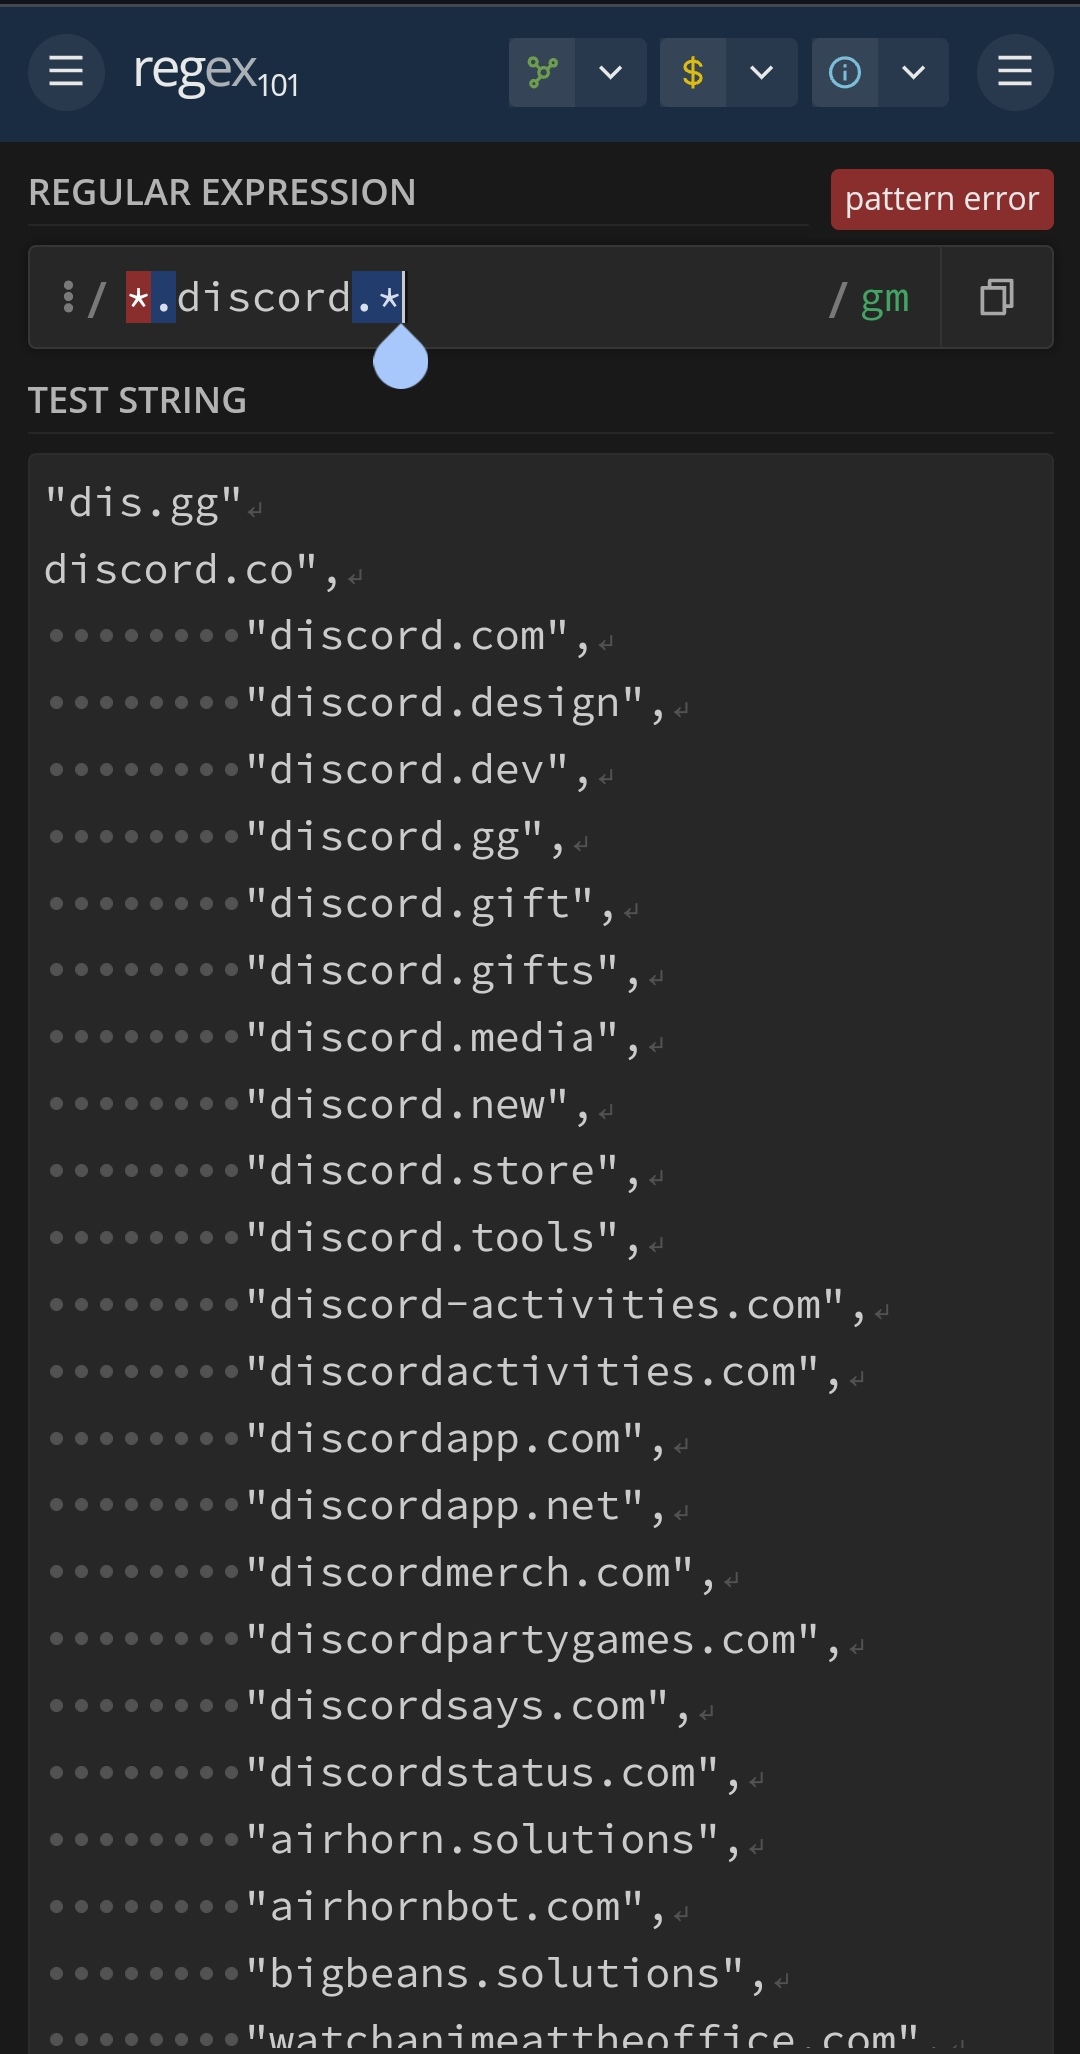 regex101
REGULAR EXPRESSION
pattern error
/ *.discord.* / gm
TEST STRING
"dis.gg"
discord.co",
"discord.com",
"discord.design",
"discord.dev",
"discord.gg",
"discord.gift",
"discord.gifts",
"discord.media",
"discord.new",
"discord.store",
"discord.tools",
"discord-activities.com",
"discordactivities.com",
"discordapp.com",
"discordapp.net",
"discordmerch.com",
"discordpartygames.com",
"discordsays.com",
"discordstatus.com",
"airhorn.solutions",
"airhornbot.com",
"bigbeans.solutions",
"watchanimeattheoffice.com",